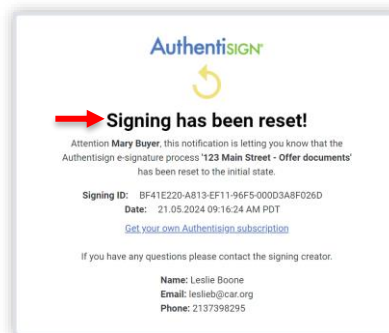 AuthentiSIGN
Signing has been reset!
Attention Mary Buyer, this notification is letting you know that the
Authentisign e-signature process '123 Main Street - Offer documents'
has been reset to the initial state.
Signing ID: BF41E220-A813-EF11-96F5-000D3A8F026D
Date: 21.05.2024 09:16:24 AM PDT
Get your own Authentisign subscription
If you have any questions please contact the signing creator.
Name: Leslie Boone
Email: leslieb@car.org
Phone: 2137398295